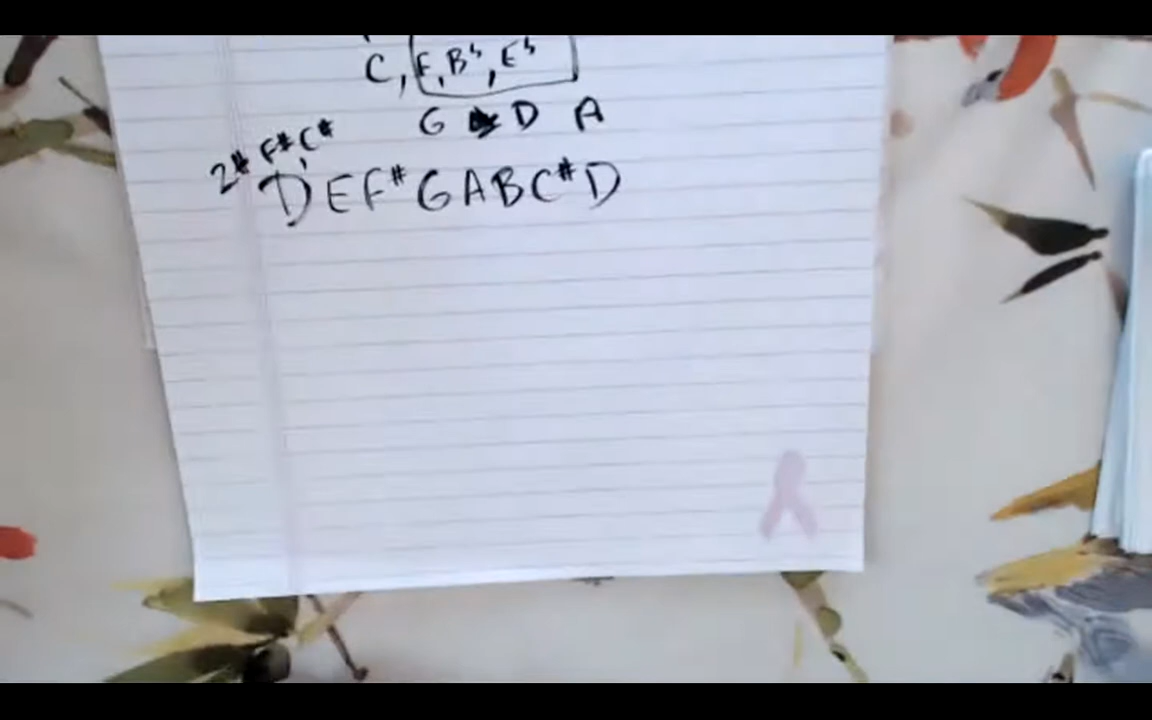 C, F, B♭, E♭
G D A
2# F# C#
D E F# G A B C# D